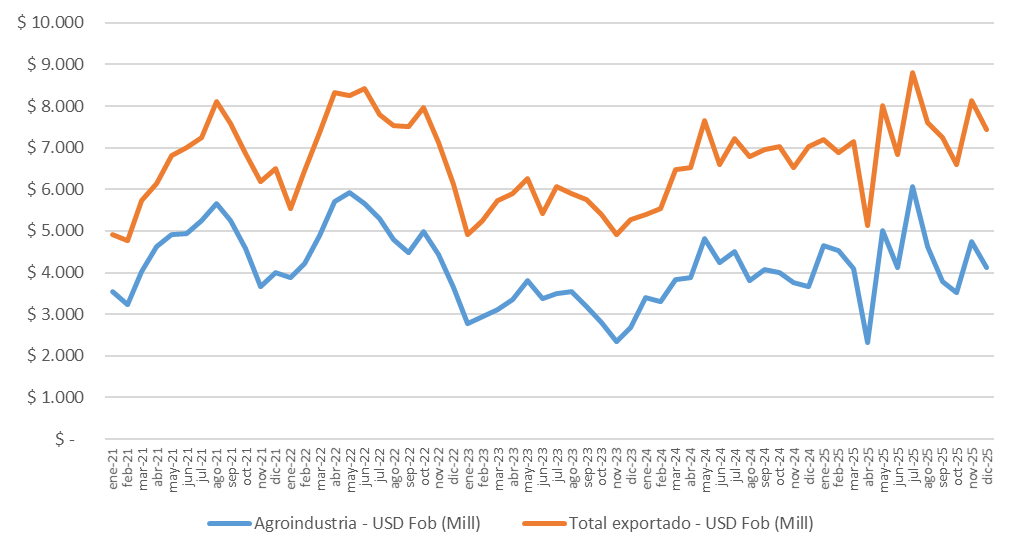 $ 10.000
$ 9.000
$ 8.000
$ 7.000
$ 6.000
$ 5.000
$ 4.000
$ 3.000
$ 2.000
$ 1.000
$ -
ene-21
feb-21
mar-21
abr-21
may-21
jun-21
jul-21
ago-21
sep-21
oct-21
nov-21
dic-21
ene-22
feb-22
mar-22
abr-22
may-22
jun-22
jul-22
ago-22
sep-22
oct-22
nov-22
dic-22
ene-23
feb-23
mar-23
abr-23
may-23
jun-23
jul-23
ago-23
sep-23
oct-23
nov-23
dic-23
ene-24
feb-24
mar-24
abr-24
may-24
jun-24
jul-24
ago-24
sep-24
oct-24
nov-24
dic-24
ene-25
feb-25
mar-25
abr-25
may-25
jun-25
jul-25
ago-25
sep-25
oct-25
nov-25
dic-25
Agroindustria - USD Fob (Mill)
Total exportado - USD Fob (Mill)